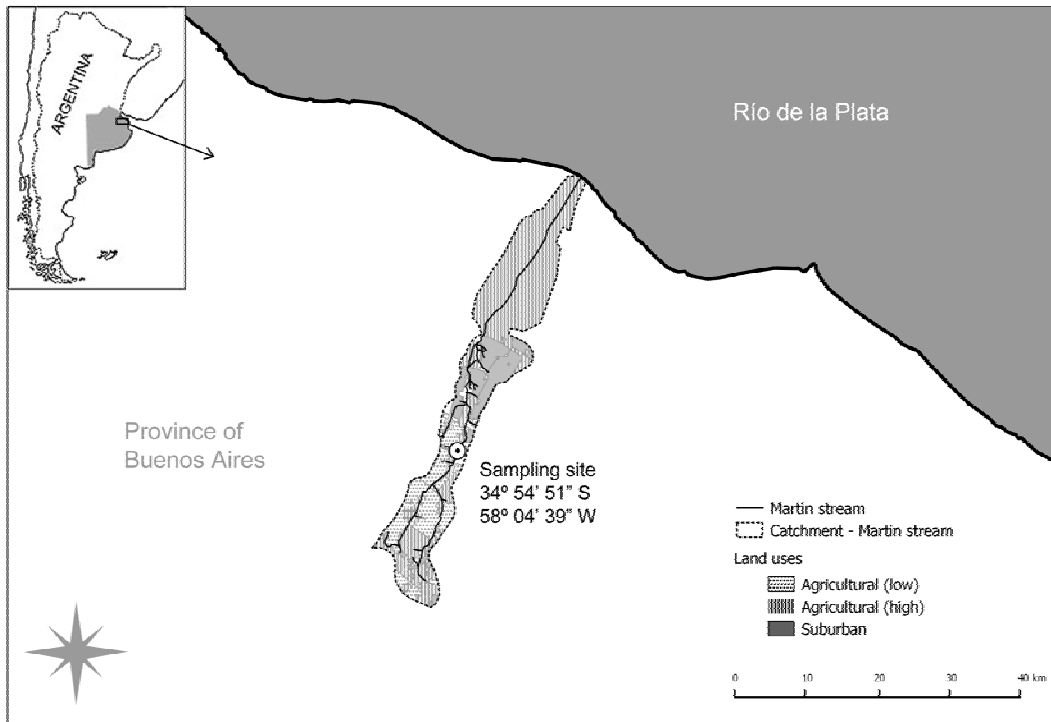 ARGENTINA
Río de la Plata
Province of
Buenos Aires
Sampling site
34º 54’ 51” S
58º 04’ 39” W
Martin stream
Catchment - Martin stream
Land uses
Agricultural (low)
Agricultural (high)
Suburban
0 10 20 30 40 km